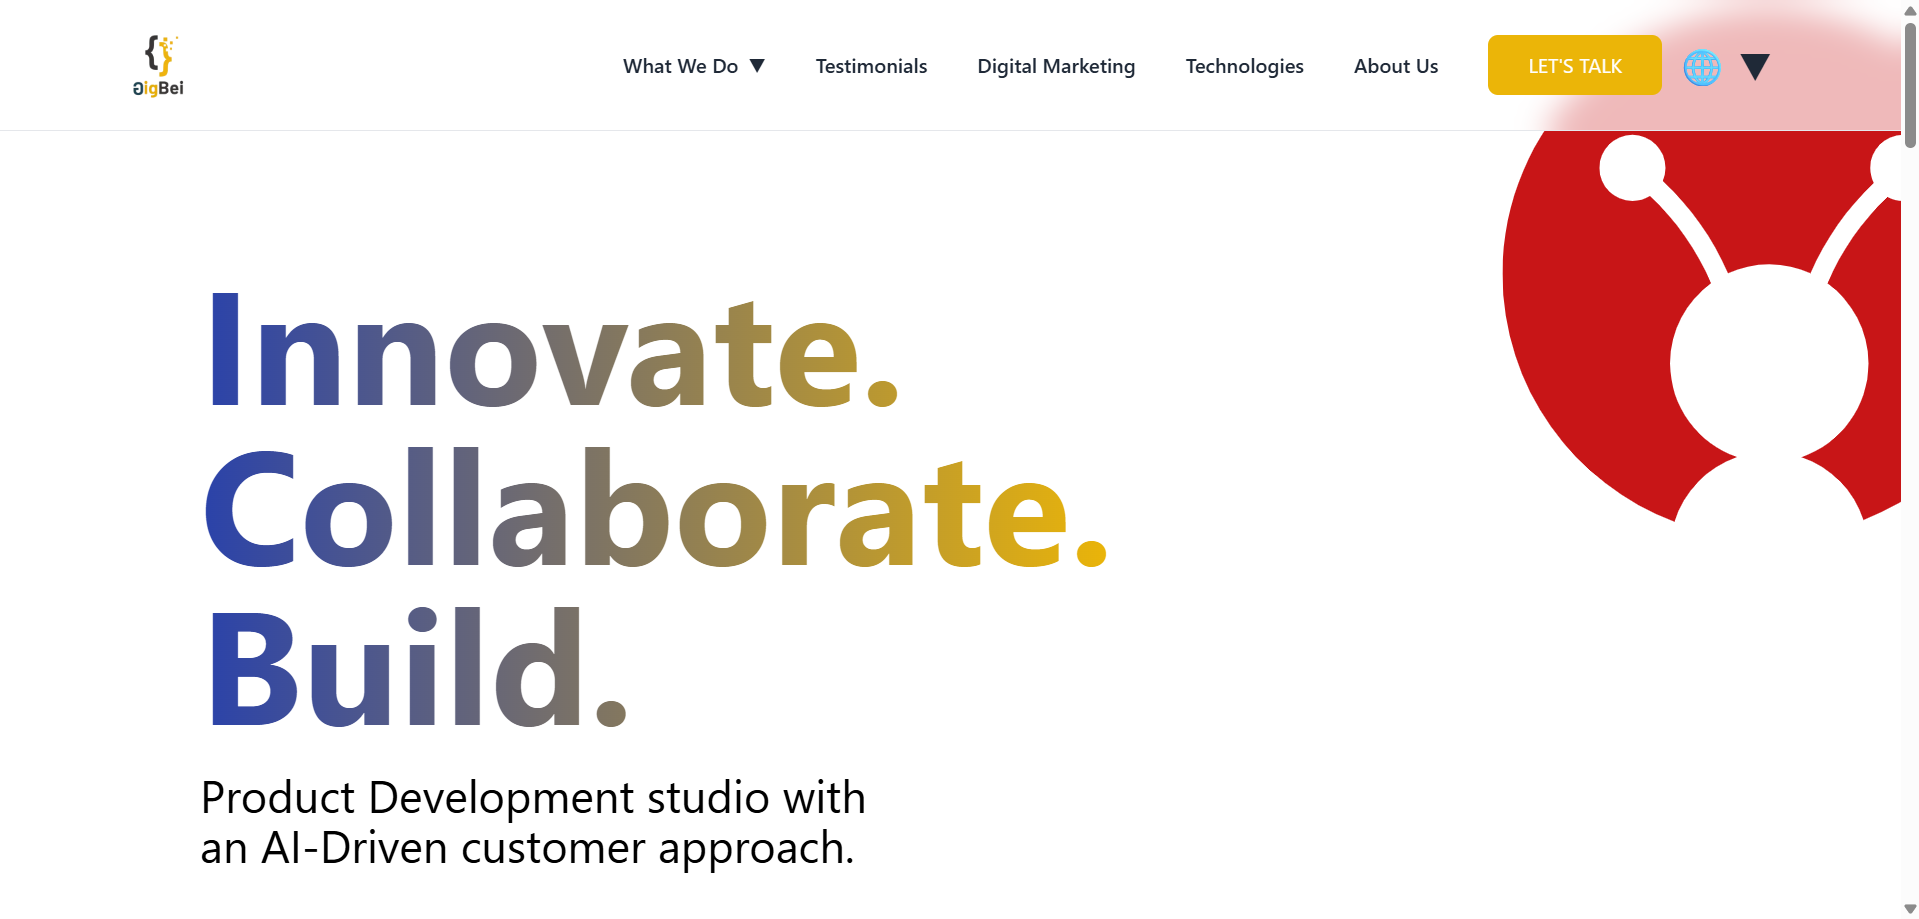 {}
GigBei
What We Do ▼
Testimonials
Digital Marketing
Technologies
About Us
LET'S TALK
Innovate.
Collaborate.
Build.
Product Development studio with
an AI-Driven customer approach.